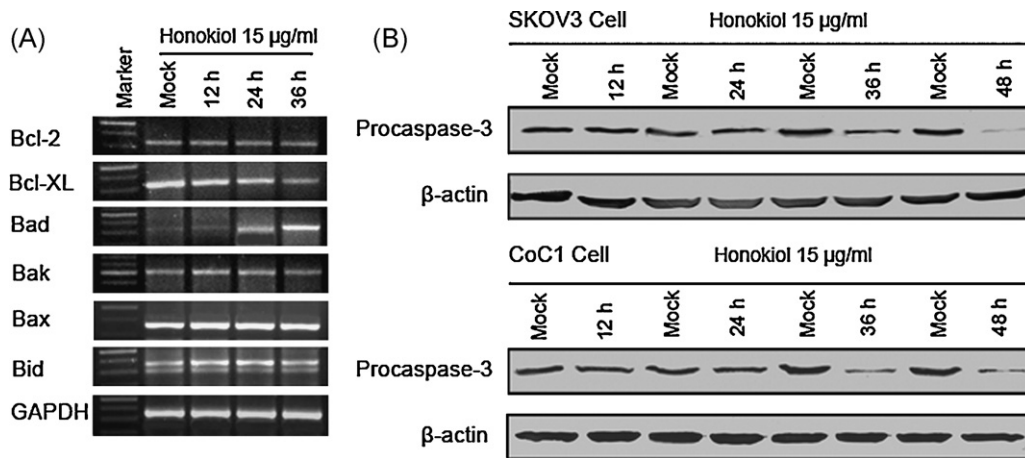 (A)
Honokiol 15 µg/ml
Marker
Mock
12 h
24 h
36 h
Bcl-2
Bcl-XL
Bad
Bak
Bax
Bid
GAPDH
(B)
SKOV3 Cell Honokiol 15 µg/ml
Mock 12 h Mock 24 h Mock 36 h Mock 48 h
Procaspase-3
β-actin
CoC1 Cell Honokiol 15 µg/ml
Mock 12 h Mock 24 h Mock 36 h Mock 48 h
Procaspase-3
β-actin